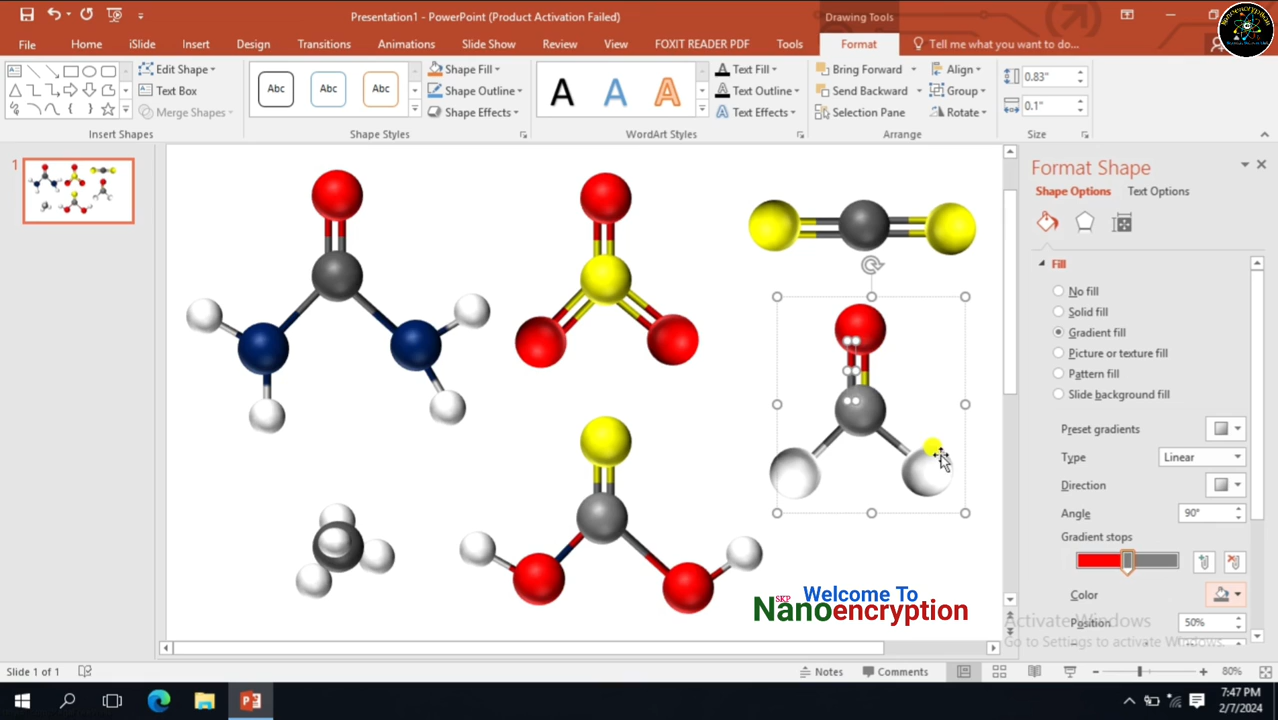 Presentation1 - PowerPoint (Product Activation Failed)
Drawing Tools
File
Home
iSlide
Insert
Design
Transitions
Animations
Slide Show
Review
View
FOXIT READER PDF
Tools
Format
Tell me what you want to do...
Edit Shape
Text Box
Merge Shapes
Insert Shapes
Abc
Abc
Abc
Shape Fill
Shape Outline
Shape Effects
Shape Styles
A
A
A
Text Fill
Text Outline
Text Effects
WordArt Styles
Bring Forward
Send Backward
Selection Pane
Align
Group
Rotate
Arrange
0.83"
0.1"
Size
1
Format Shape
Shape Options
Text Options
Fill
No fill
Solid fill
Gradient fill
Picture or texture fill
Pattern fill
Slide background fill
Preset gradients
Type
Linear
Direction
Angle
90°
Gradient stops
Color
Position
50%
Activate Windows
Go to Settings to activate Windows.
Welcome To
SKP
Nanoencryption
Slide 1 of 1
Notes
Comments
80%
7:47 PM
2/7/2024